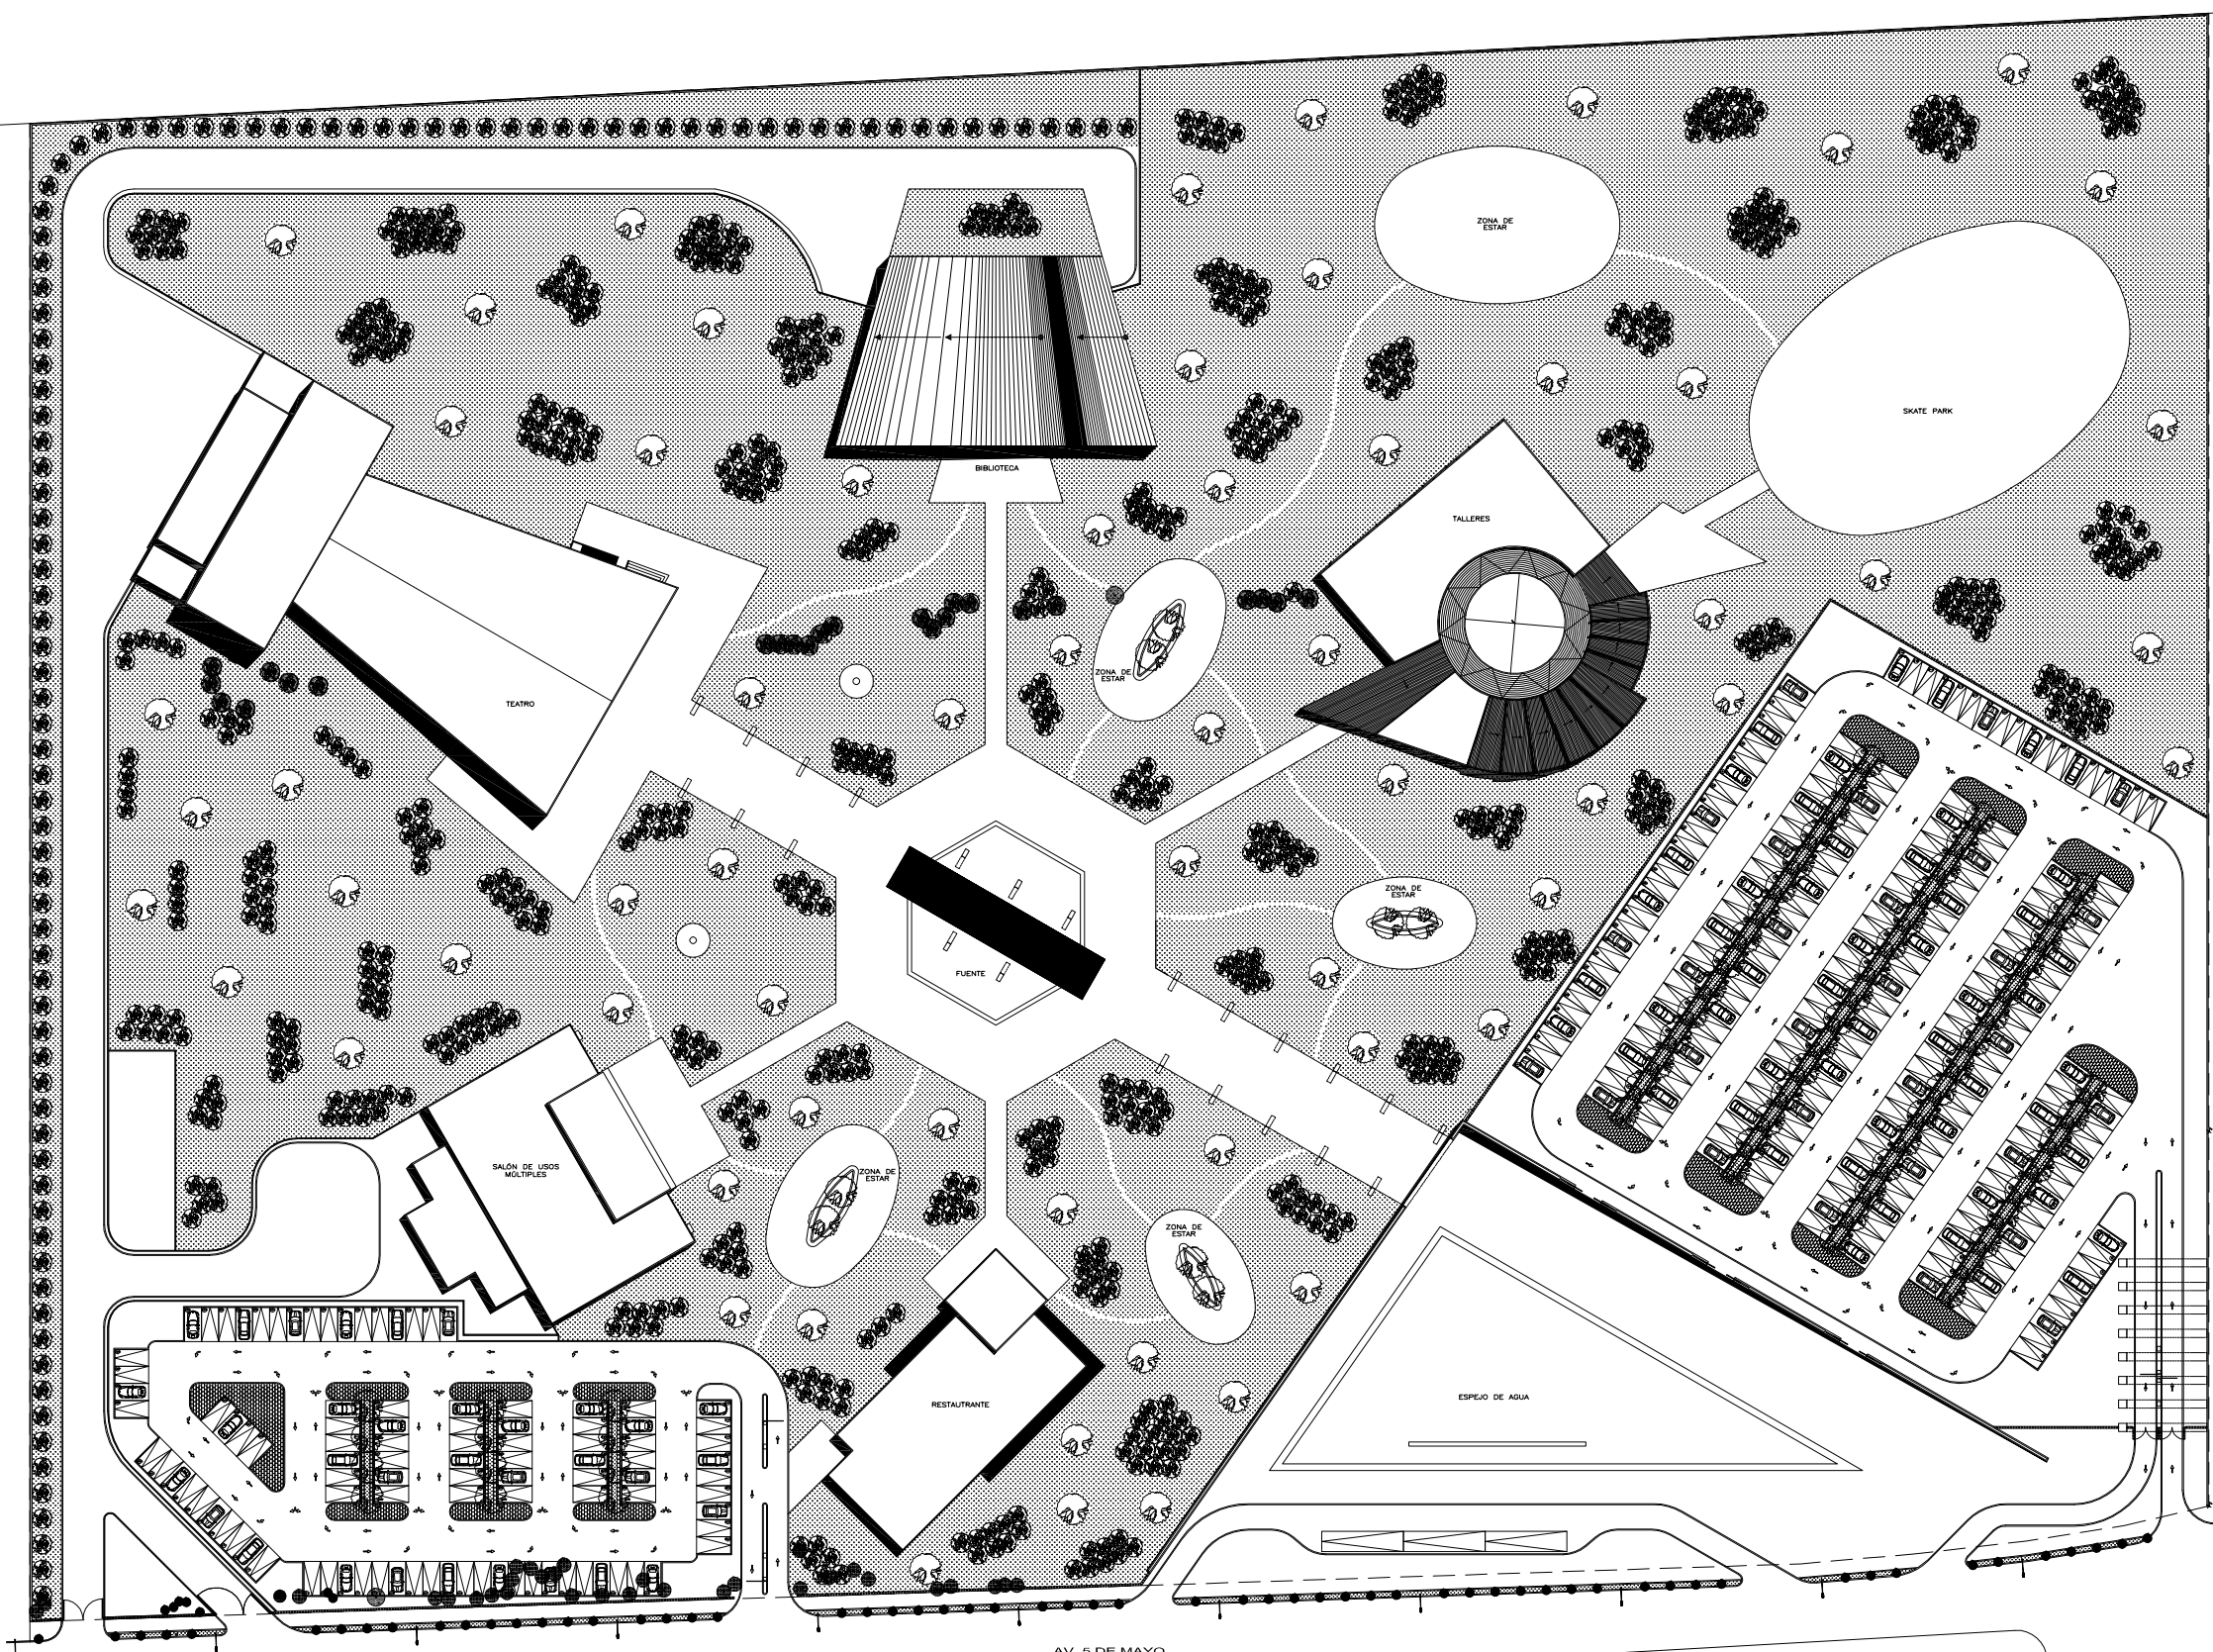 ZONA DE
ESTAR
SKATE PARK
BIBLIOTECA
TALLERES
ZONA DE
ESTAR
TEATRO
ZONA DE
ESTAR
FUENTE
SALÓN DE USOS
MÚLTIPLES
ZONA DE
ESTAR
ZONA DE
ESTAR
ESPEJO DE AGUA
RESTAUTRANTE
AV. 5 DE MAYO